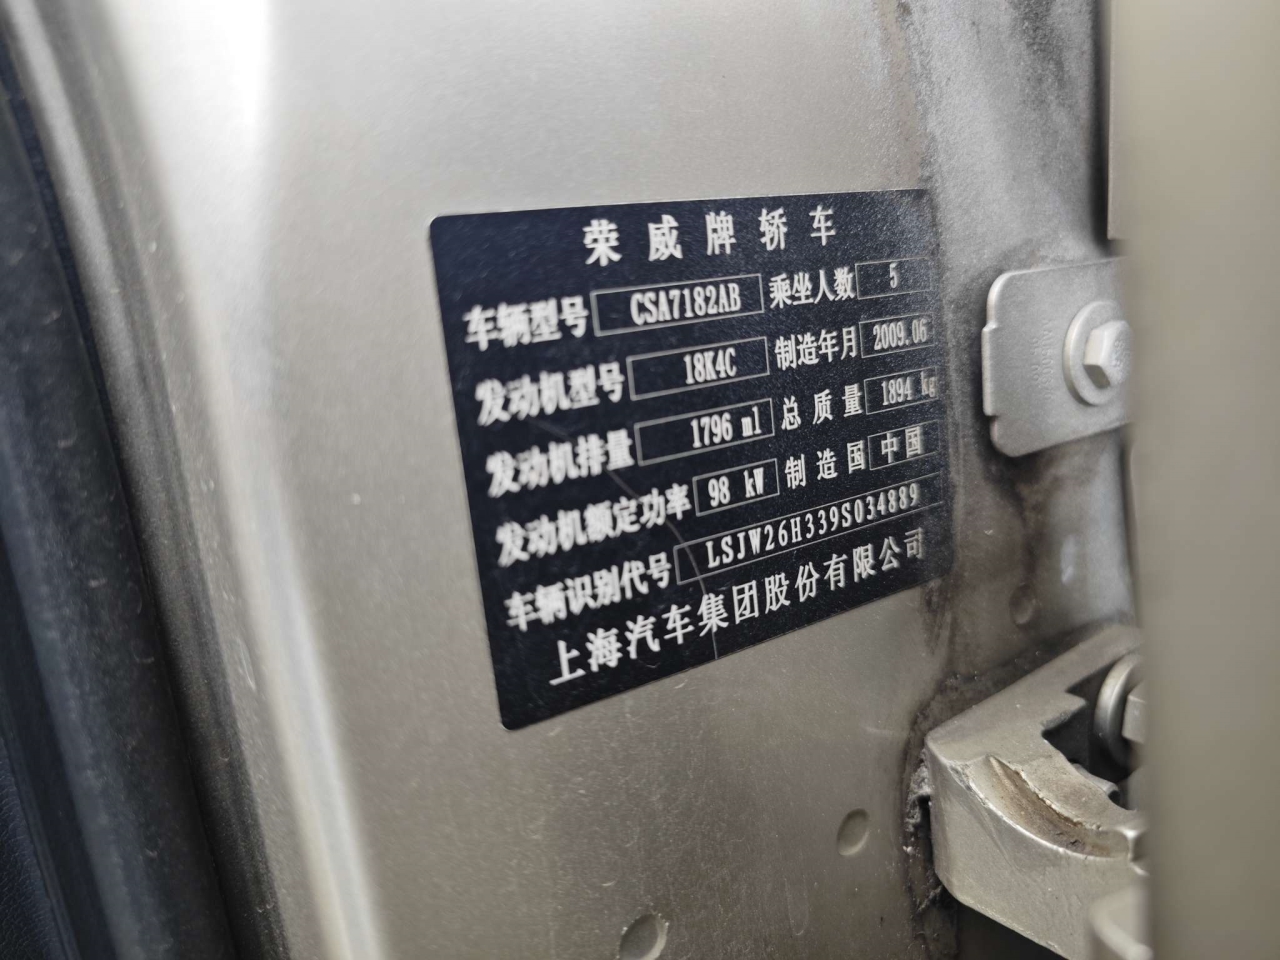 荣威牌轿车
车辆型号 CSA7182AB 乘坐人数 5
发动机型号 18K4C 制造年月 2009.06
发动机排量 1796 ml 总质量 1894 kg
发动机额定功率 98 kW 制造国 中国
车辆识别代号 LSJW26H339S034889
上海汽车集团股份有限公司